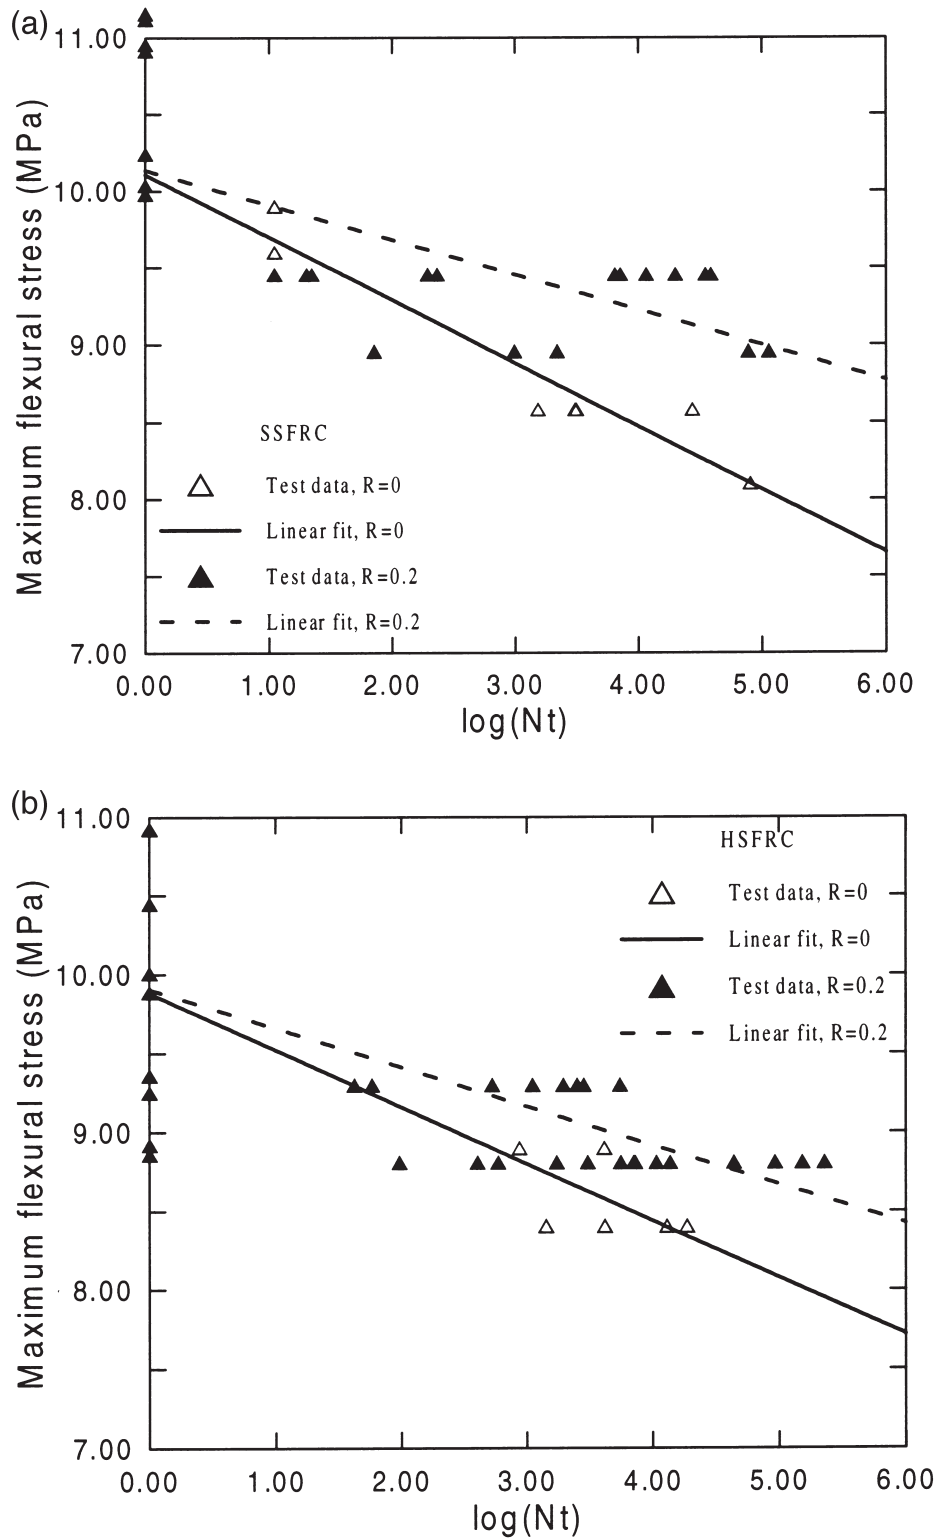 (a)
11.00
10.00
9.00
8.00
7.00
Maximum flexural stress (MPa)
SSFRC
Test data, R=0
Linear fit, R=0
Test data, R=0.2
Linear fit, R=0.2
0.00 1.00 2.00 3.00 4.00 5.00 6.00
log(Nt)
(b)
11.00
10.00
9.00
8.00
7.00
Maximum flexural stress (MPa)
HSFRC
Test data, R=0
Linear fit, R=0
Test data, R=0.2
Linear fit, R=0.2
0.00 1.00 2.00 3.00 4.00 5.00 6.00
log(Nt)